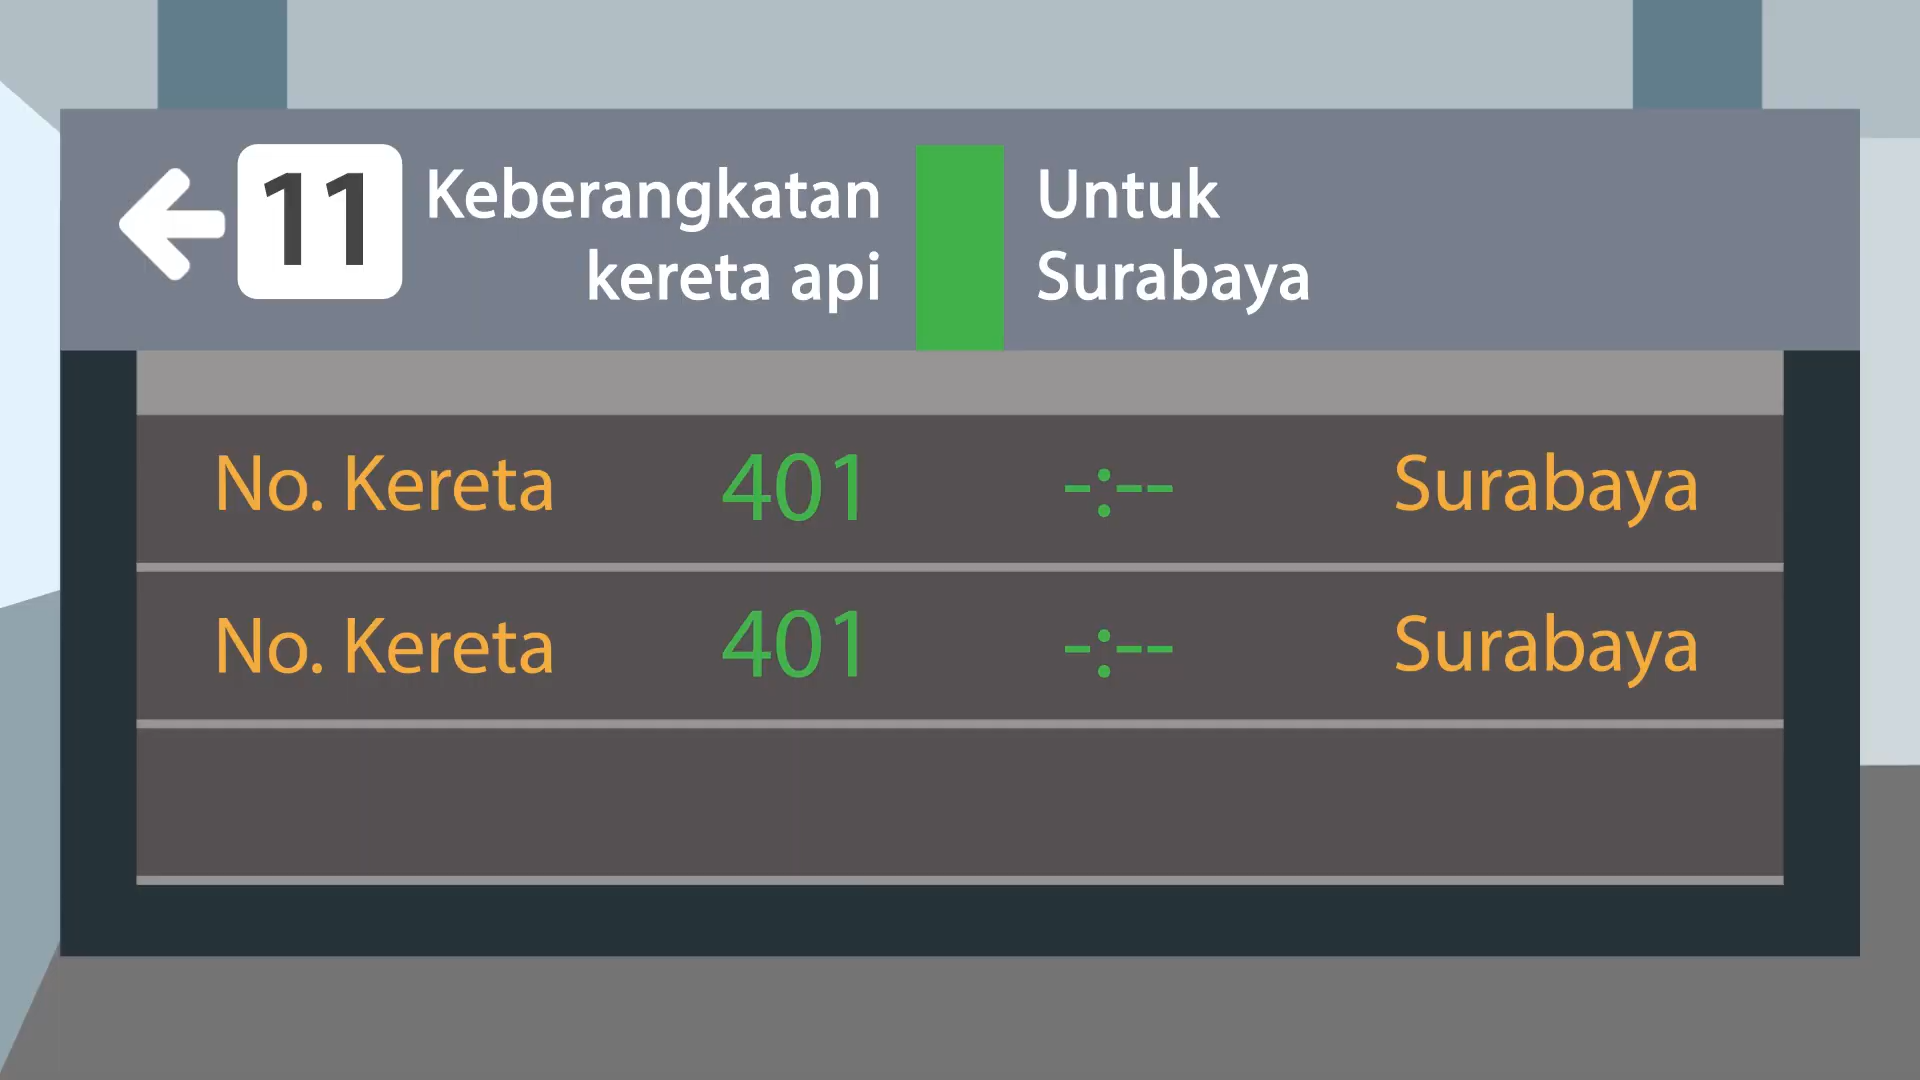 11 Keberangkatan kereta api
Untuk Surabaya
No. Kereta 401 -:-- Surabaya
No. Kereta 401 -:-- Surabaya